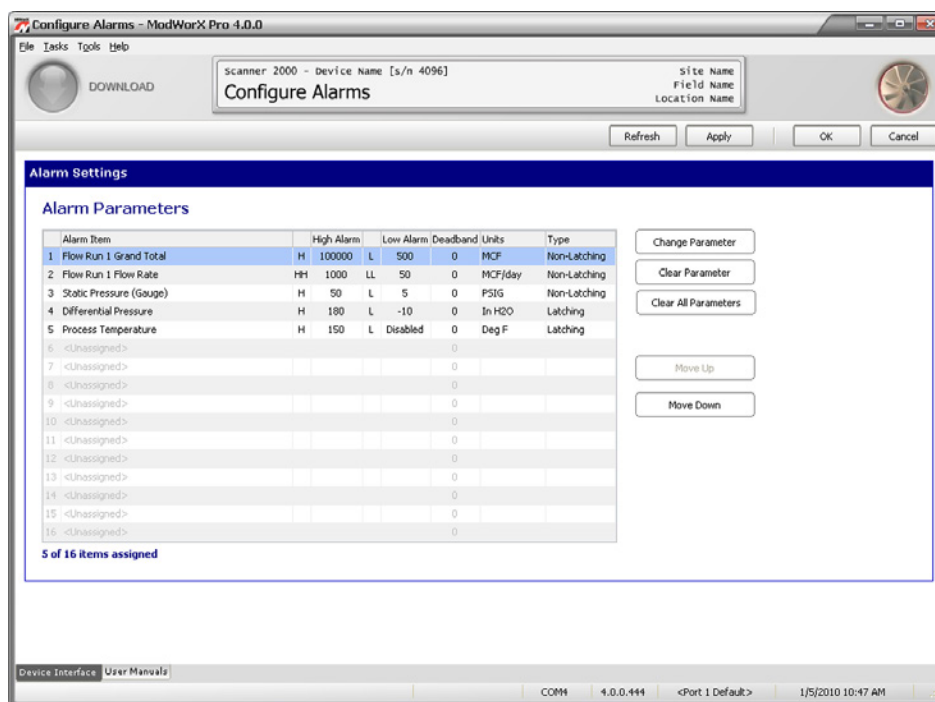 Configure Alarms - ModWorX Pro 4.0.0
File Tasks Tools Help
DOWNLOAD
Scanner 2000 - Device Name [s/n 4096]
Configure Alarms
Site Name
Field Name
Location Name
Refresh Apply OK Cancel
Alarm Settings
Alarm Parameters
Alarm Item High Alarm Low Alarm Deadband Units Type
1 Flow Run 1 Grand Total H 100000 L 500 0 MCF Non-Latching
2 Flow Run 1 Flow Rate HH 1000 LL 50 0 MCF/day Non-Latching
3 Static Pressure (Gauge) H 50 L 5 0 PSIG Non-Latching
4 Differential Pressure H 180 L -10 0 In H2O Latching
5 Process Temperature H 150 L Disabled 0 Deg F Latching
6 <Unassigned> 0
7 <Unassigned> 0
8 <Unassigned> 0
9 <Unassigned> 0
10 <Unassigned> 0
11 <Unassigned> 0
12 <Unassigned> 0
13 <Unassigned> 0
14 <Unassigned> 0
15 <Unassigned> 0
16 <Unassigned> 0
5 of 16 items assigned
Change Parameter
Clear Parameter
Clear All Parameters
Move Up
Move Down
Device Interface User Manuals
COM4 4.0.0.444 <Port 1 Default> 1/5/2010 10:47 AM